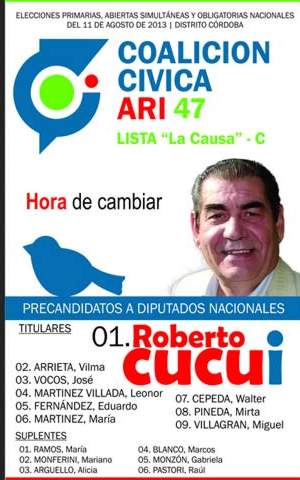 ELECCIONES PRIMARIAS, ABIERTAS SIMULTÁNEAS Y OBLIGATORIAS NACIONALES
DEL 11 DE AGOSTO DE 2013 | DISTRITO CÓRDOBA
COALICION
CIVICA
ARI 47
LISTA “La Causa” - C
Hora de cambiar
PRECANDIDATOS A DIPUTADOS NACIONALES
TITULARES
01. Roberto
cucui
02. ARRIETA, Vilma
03. VOCOS, José
04. MARTINEZ VILLADA, Leonor
05. FERNÁNDEZ, Eduardo
06. MARTINEZ, María
07. CEPEDA, Walter
08. PINEDA, Mirta
09. VILLAGRAN, Miguel
SUPLENTES
01. RAMOS, María
02. MONFERINI, Mariano
03. ARGUELLO, Alicia
04. BLANCO, Marcos
05. MONZÓN, Gabriela
06. PASTORI, Raúl